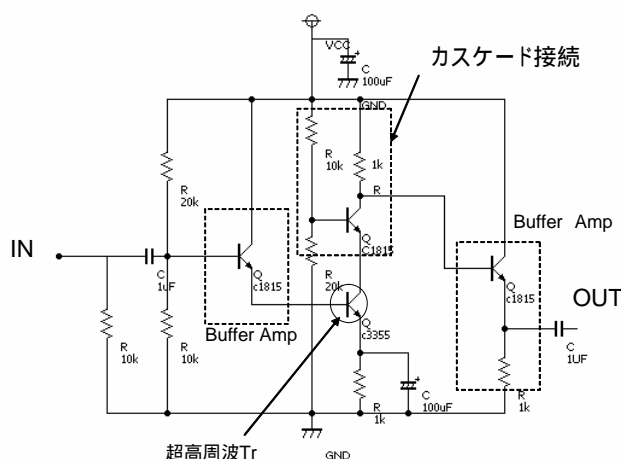 VCC
C
100uF
GND
カスケード接続
R
10k
1k
R
R
20k
Q
C1815
Buffer Amp
IN
C
1uF
Q
c1815
R
20k
Q
c1815
OUT
Buffer Amp
Q
c3355
C
1UF
R
10k
R
10k
R
1k
C
100uF
R
1k
超高周波Tr
GND